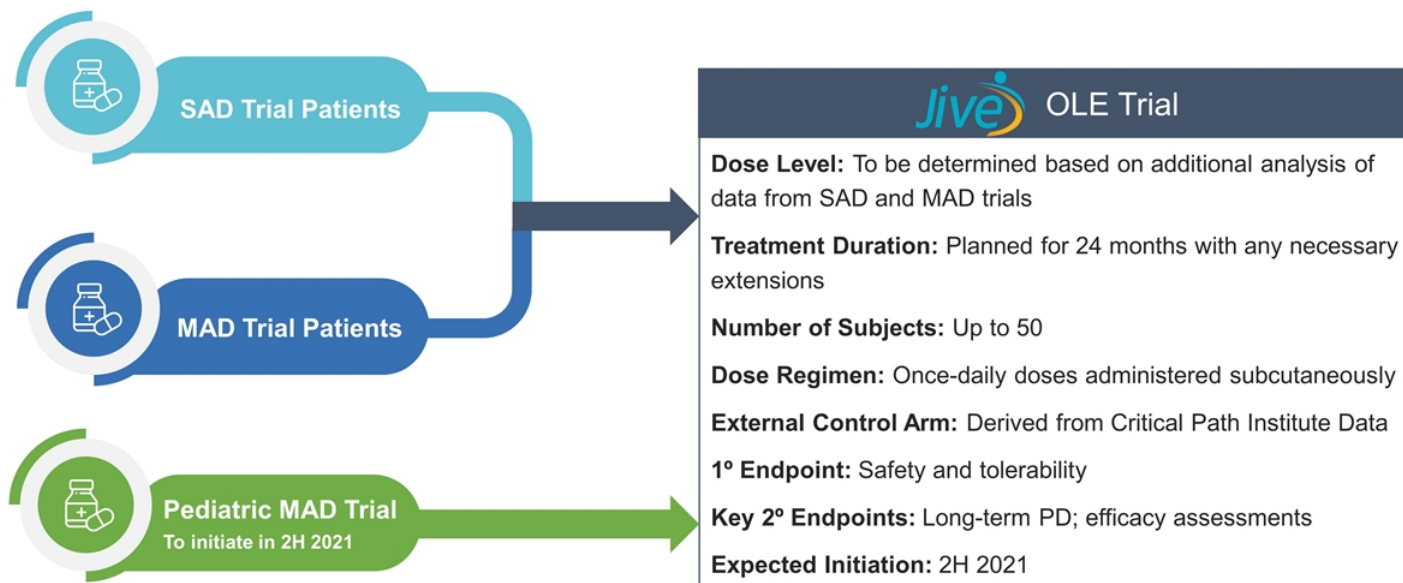 SAD Trial Patients
MAD Trial Patients
Pediatric MAD Trial
To initiate in 2H 2021
Jive OLE Trial
Dose Level: To be determined based on additional analysis of
data from SAD and MAD trials
Treatment Duration: Planned for 24 months with any necessary
extensions
Number of Subjects: Up to 50
Dose Regimen: Once-daily doses administered subcutaneously
External Control Arm: Derived from Critical Path Institute Data
1º Endpoint: Safety and tolerability
Key 2º Endpoints: Long-term PD; efficacy assessments
Expected Initiation: 2H 2021